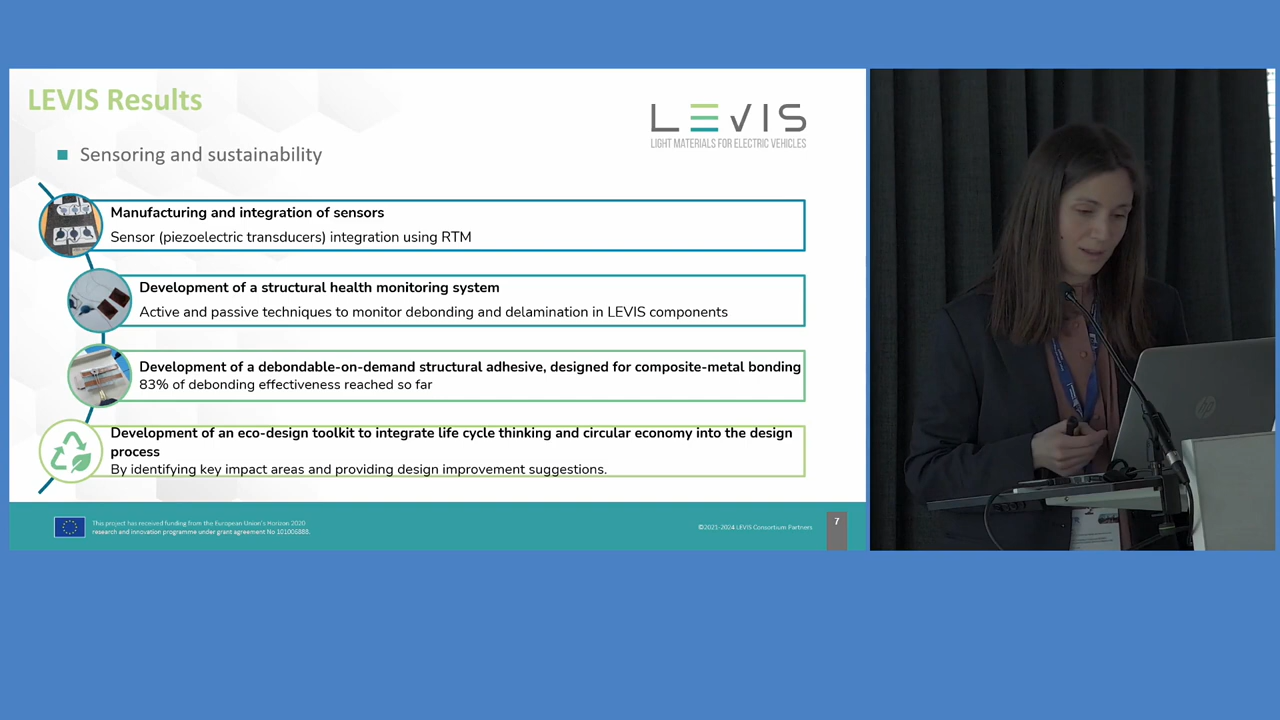 LEVIS Results
LEVIS
LIGHT MATERIALS FOR ELECTRIC VEHICLES
Sensoring and sustainability
Manufacturing and integration of sensors
Sensor (piezoelectric transducers) integration using RTM
Development of a structural health monitoring system
Active and passive techniques to monitor debonding and delamination in LEVIS components
Development of a debondable-on-demand structural adhesive, designed for composite-metal bonding
83% of debonding effectiveness reached so far
Development of an eco-design toolkit to integrate life cycle thinking and circular economy into the design
process
By identifying key impact areas and providing design improvement suggestions.
This project has received funding from the European Union's Horizon 2020
research and innovation programme under grant agreement No 101006888.
©2021-2024 LEVIS Consortium Partners
7
hp